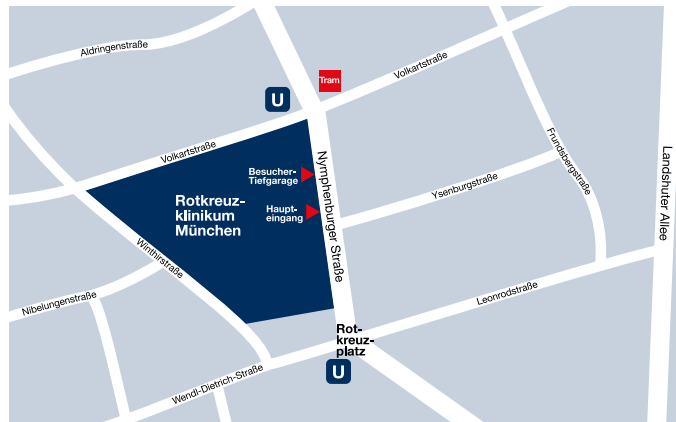 Aldringenstraße
Tram
Volkartstraße
U
Volkartstraße
Besucher-
Tiefgarage
Nymphenburger Straße
Frundsbergstraße
Landshuter Allee
Ysenburgstraße
Rotkreuz-
klinikum
München
Haupt-
eingang
Winthirstraße
Nibelungenstraße
Leonrodstraße
Rot-
kreuz-
platz
U
Wendl-Dietrich-Straße